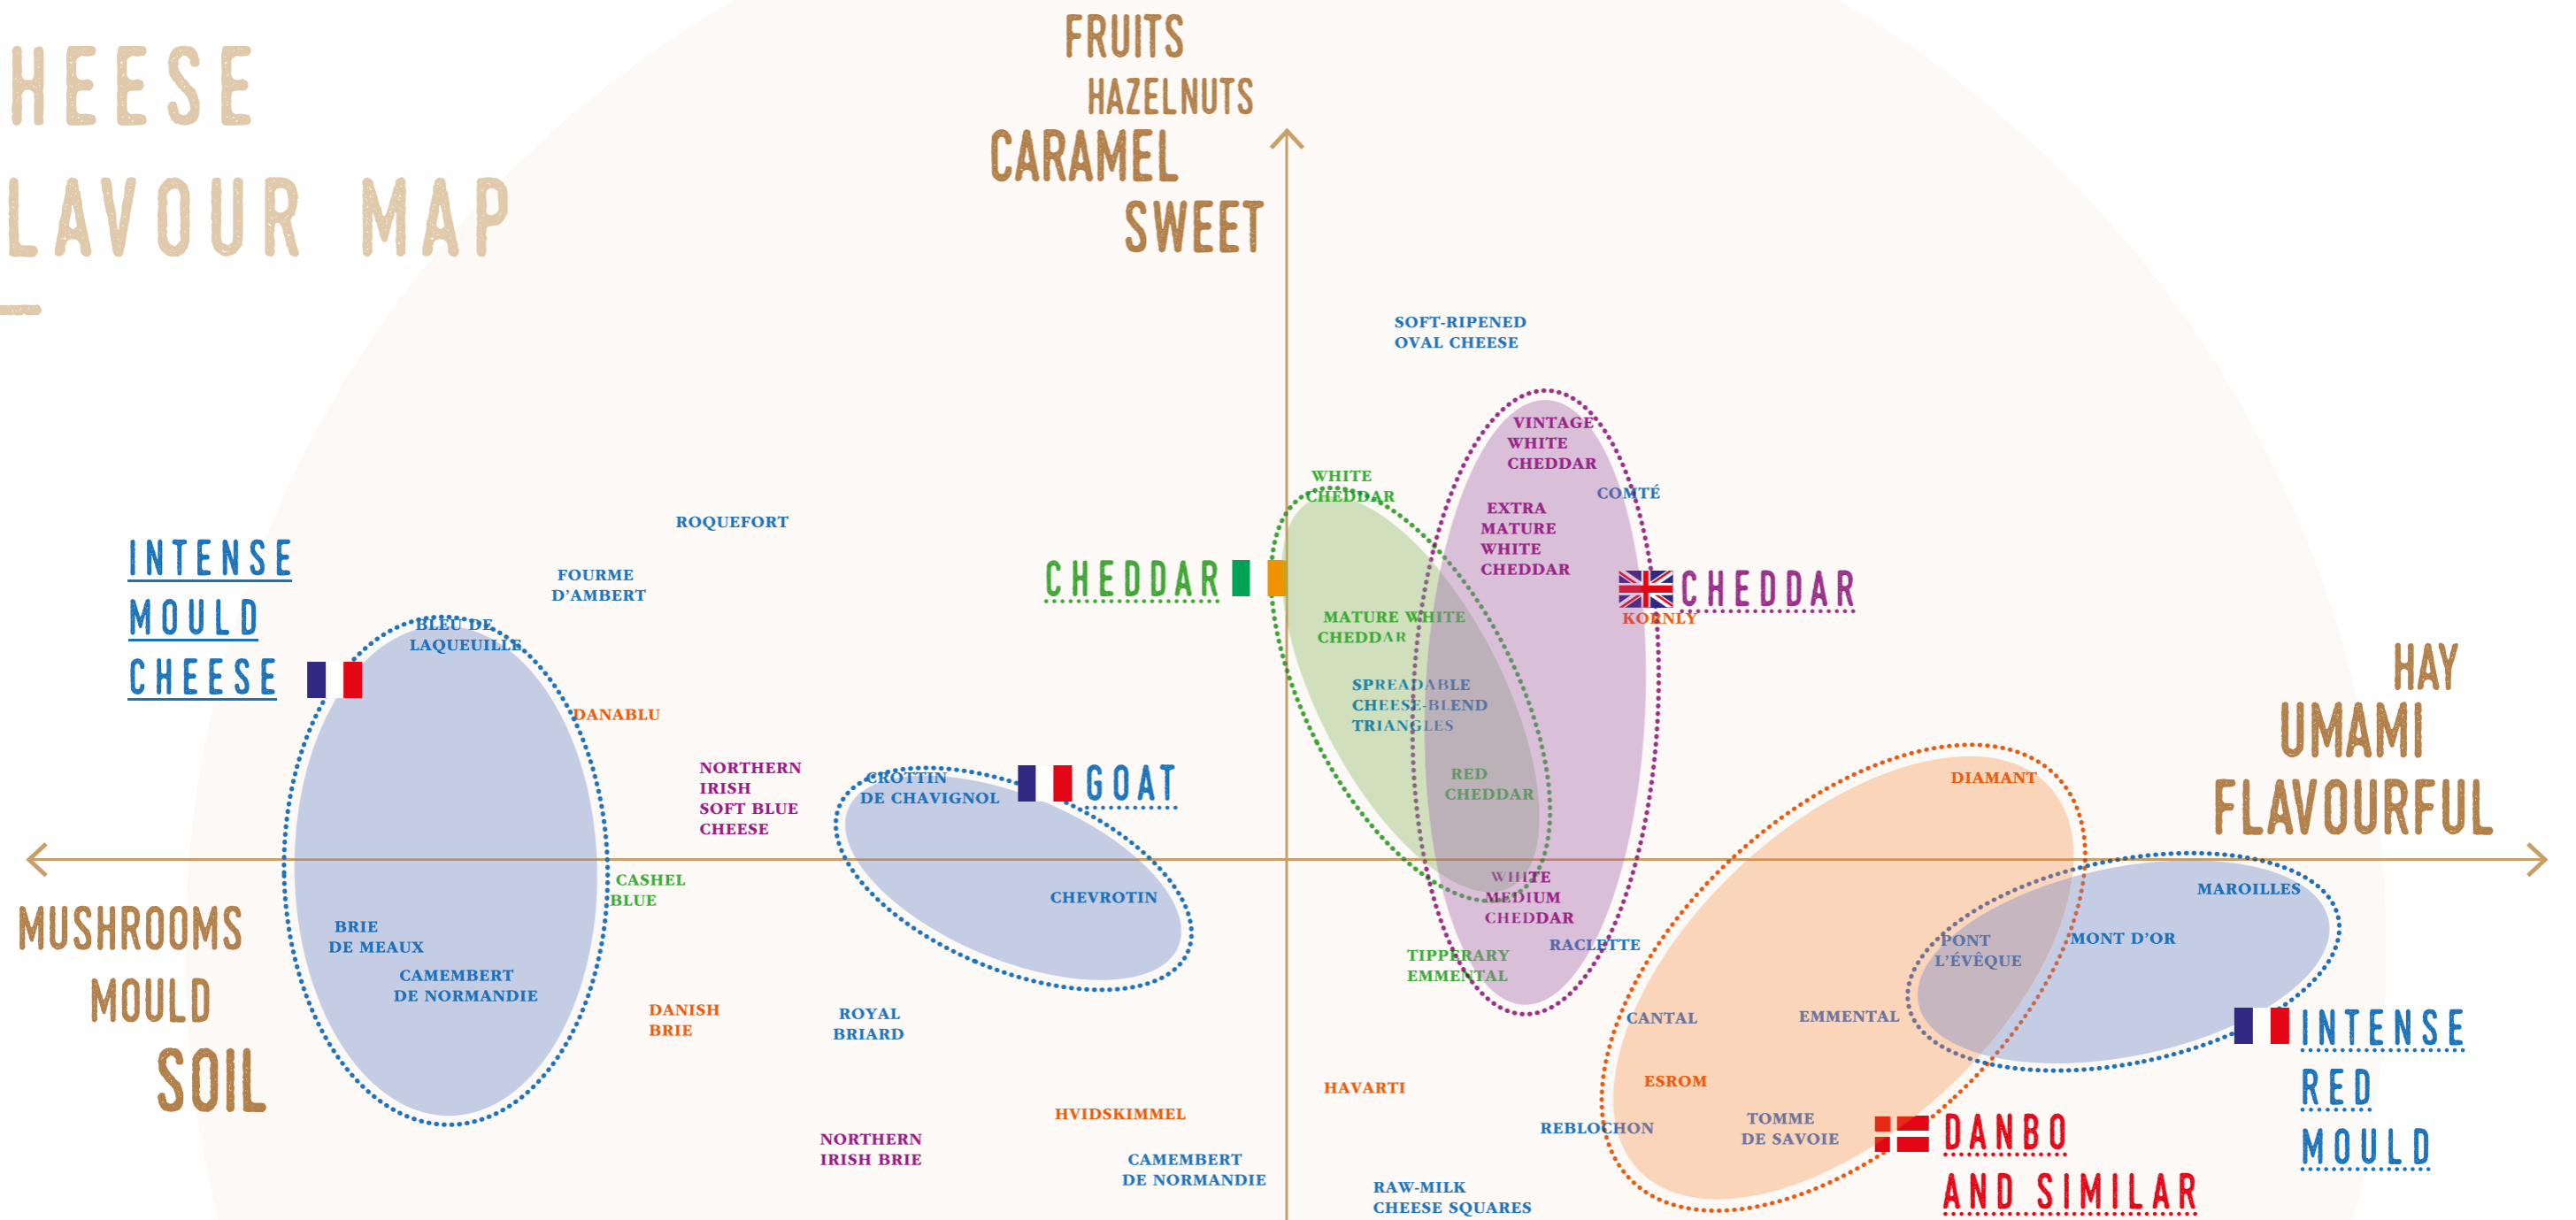 HEESE
LAVOUR MAP
FRUITS
HAZELNUTS
CARAMEL
SWEET
SOFT-RIPENED
OVAL CHEESE
VINTAGE
WHITE
CHEDDAR
WHITE
CHEDDAR
COMTÉ
EXTRA
MATURE
WHITE
CHEDDAR
ROQUEFORT
INTENSE
MOULD
CHEESE
FOURME
D'AMBERT
CHEDDAR
CHEDDAR
KORNLY
BLEU DE
LAQUEUILLE
MATURE WHITE
CHEDDAR
HAY
UMAMI
FLAVOURFUL
SPREADABLE
CHEESE-BLEND
TRIANGLES
DANABLU
NORTHERN
IRISH
SOFT BLUE
CHEESE
CROTTIN
DE CHAVIGNOL
GOAT
RED
CHEDDAR
DIAMANT
CASHEL
BLUE
CHEVROTIN
WHITE
MEDIUM
CHEDDAR
MAROILLES
MUSHROOMS
MOULD
SOIL
BRIE
DE MEAUX
CAMEMBERT
DE NORMANDIE
TIPPERARY
EMMENTAL
RACLETTE
PONT
L'ÉVÊQUE
MONT D'OR
DANISH
BRIE
ROYAL
BRIARD
CANTAL
EMMENTAL
INTENSE
RED
MOULD
HAVARTI
ESROM
HVIDSKIMMEL
REBLOCHON
TOMME
DE SAVOIE
DANBO
AND SIMILAR
NORTHERN
IRISH BRIE
CAMEMBERT
DE NORMANDIE
RAW-MILK
CHEESE SQUARES